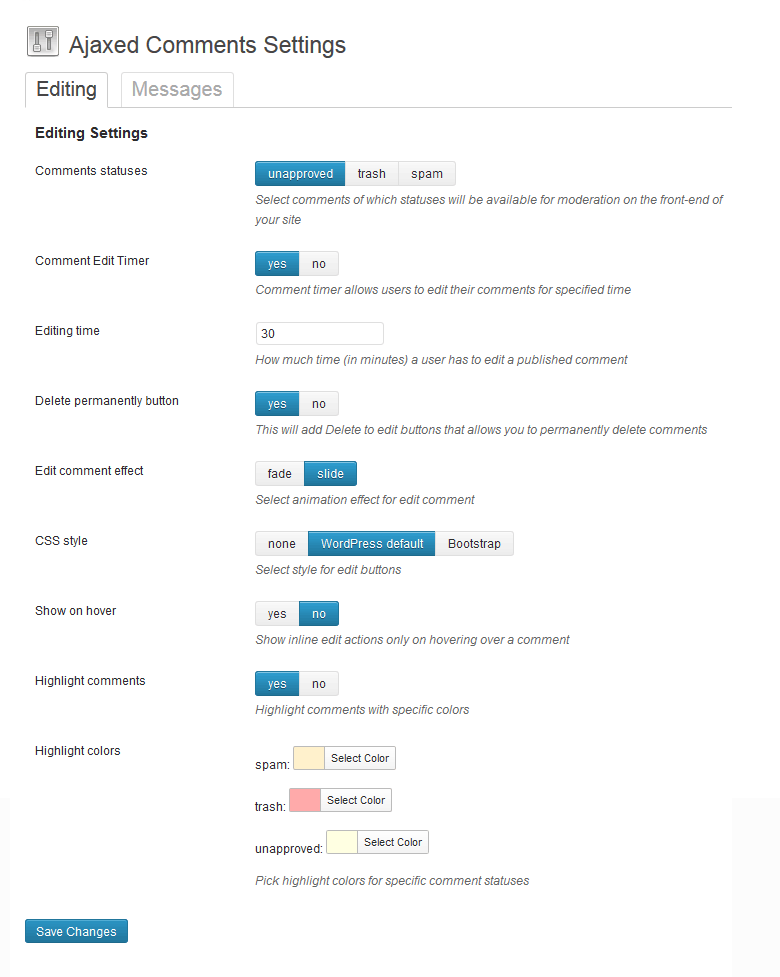 Ajaxed Comments Settings
Editing Messages
Editing Settings
Comments statuses unapproved trash spam
Select comments of which statuses will be available for moderation on the front-end of
your site
Comment Edit Timer yes no
Comment timer allows users to edit their comments for specified time
Editing time 30
How much time (in minutes) a user has to edit a published comment
Delete permanently button yes no
This will add Delete to edit buttons that allows you to permanently delete comments
Edit comment effect fade slide
Select animation effect for edit comment
CSS style none WordPress default Bootstrap
Select style for edit buttons
Show on hover yes no
Show inline edit actions only on hovering over a comment
Highlight comments yes no
Highlight comments with specific colors
Highlight colors
spam: Select Color
trash: Select Color
unapproved: Select Color
Pick highlight colors for specific comment statuses
Save Changes